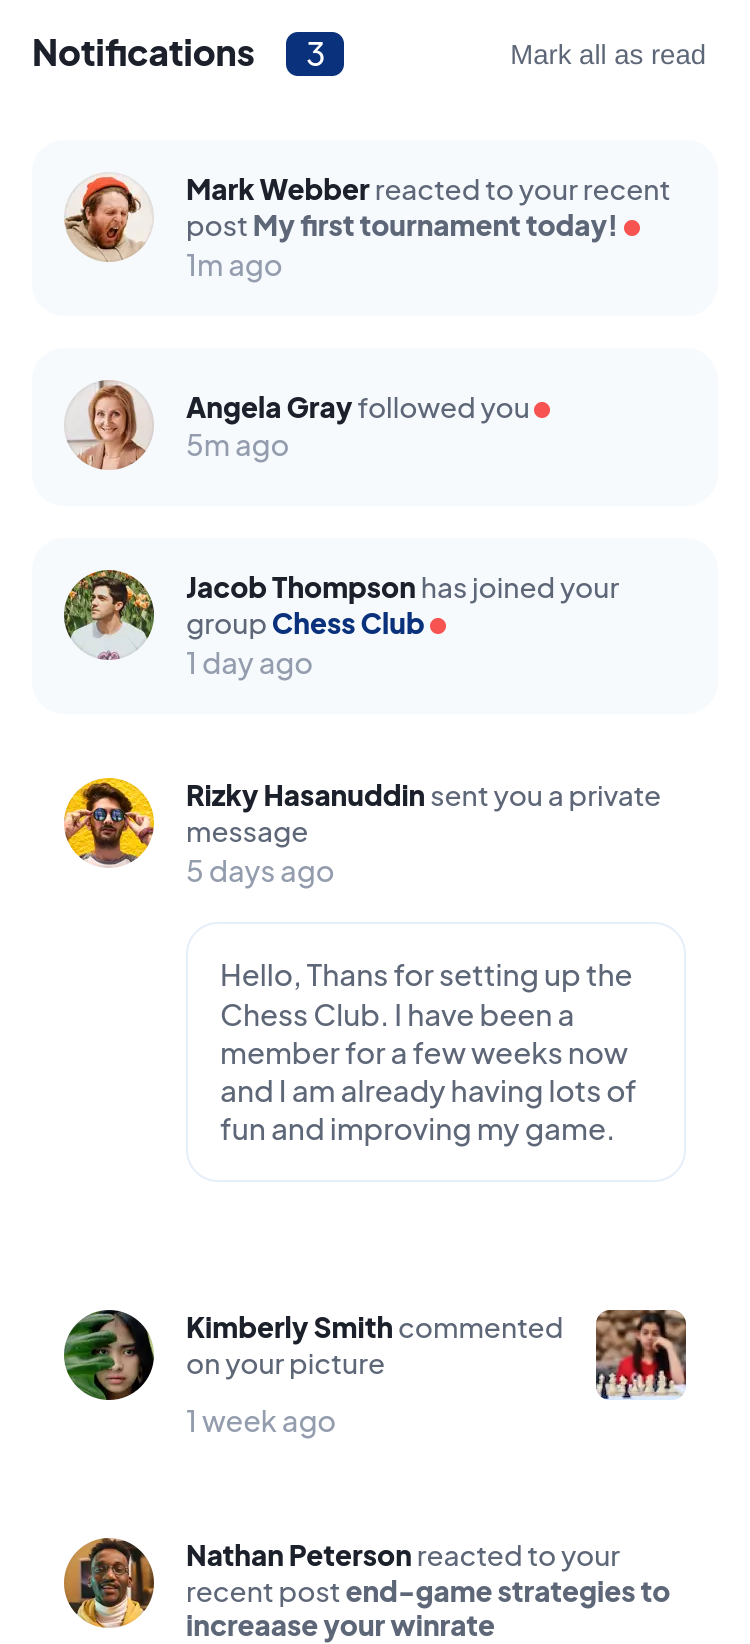 Notifications 3 Mark all as read
Mark Webber reacted to your recent
post My first tournament today!
1m ago
Angela Gray followed you
5m ago
Jacob Thompson has joined your
group Chess Club
1 day ago
Rizky Hasanuddin sent you a private
message
5 days ago
Hello, Thans for setting up the
Chess Club. I have been a
member for a few weeks now
and I am already having lots of
fun and improving my game.
Kimberly Smith commented
on your picture
1 week ago
Nathan Peterson reacted to your
recent post end-game strategies to
increaase your winrate